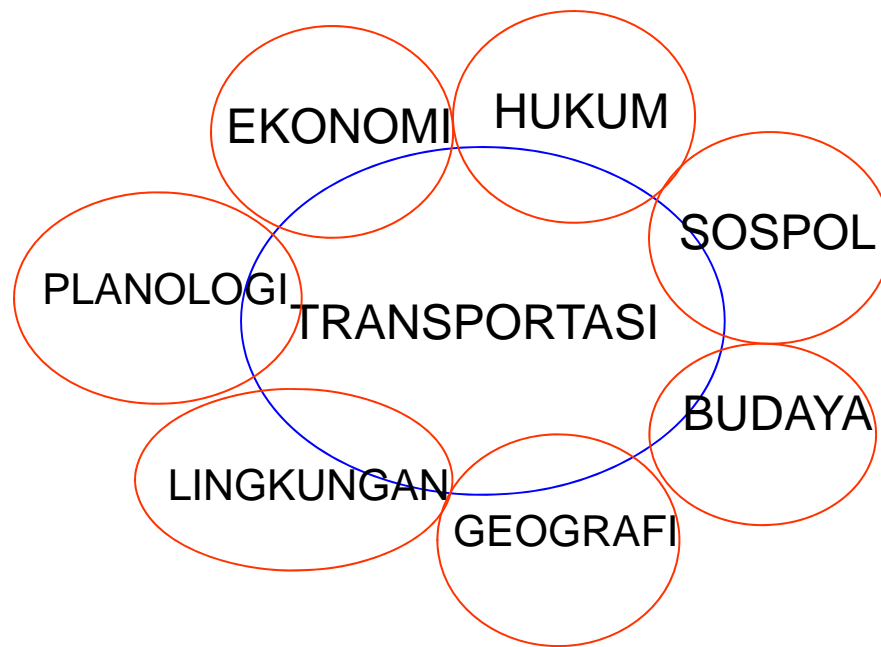 EKONOMI
HUKUM
SOSPOL
PLANOLOGI
TRANSPORTASI
BUDAYA
LINGKUNGAN
GEOGRAFI